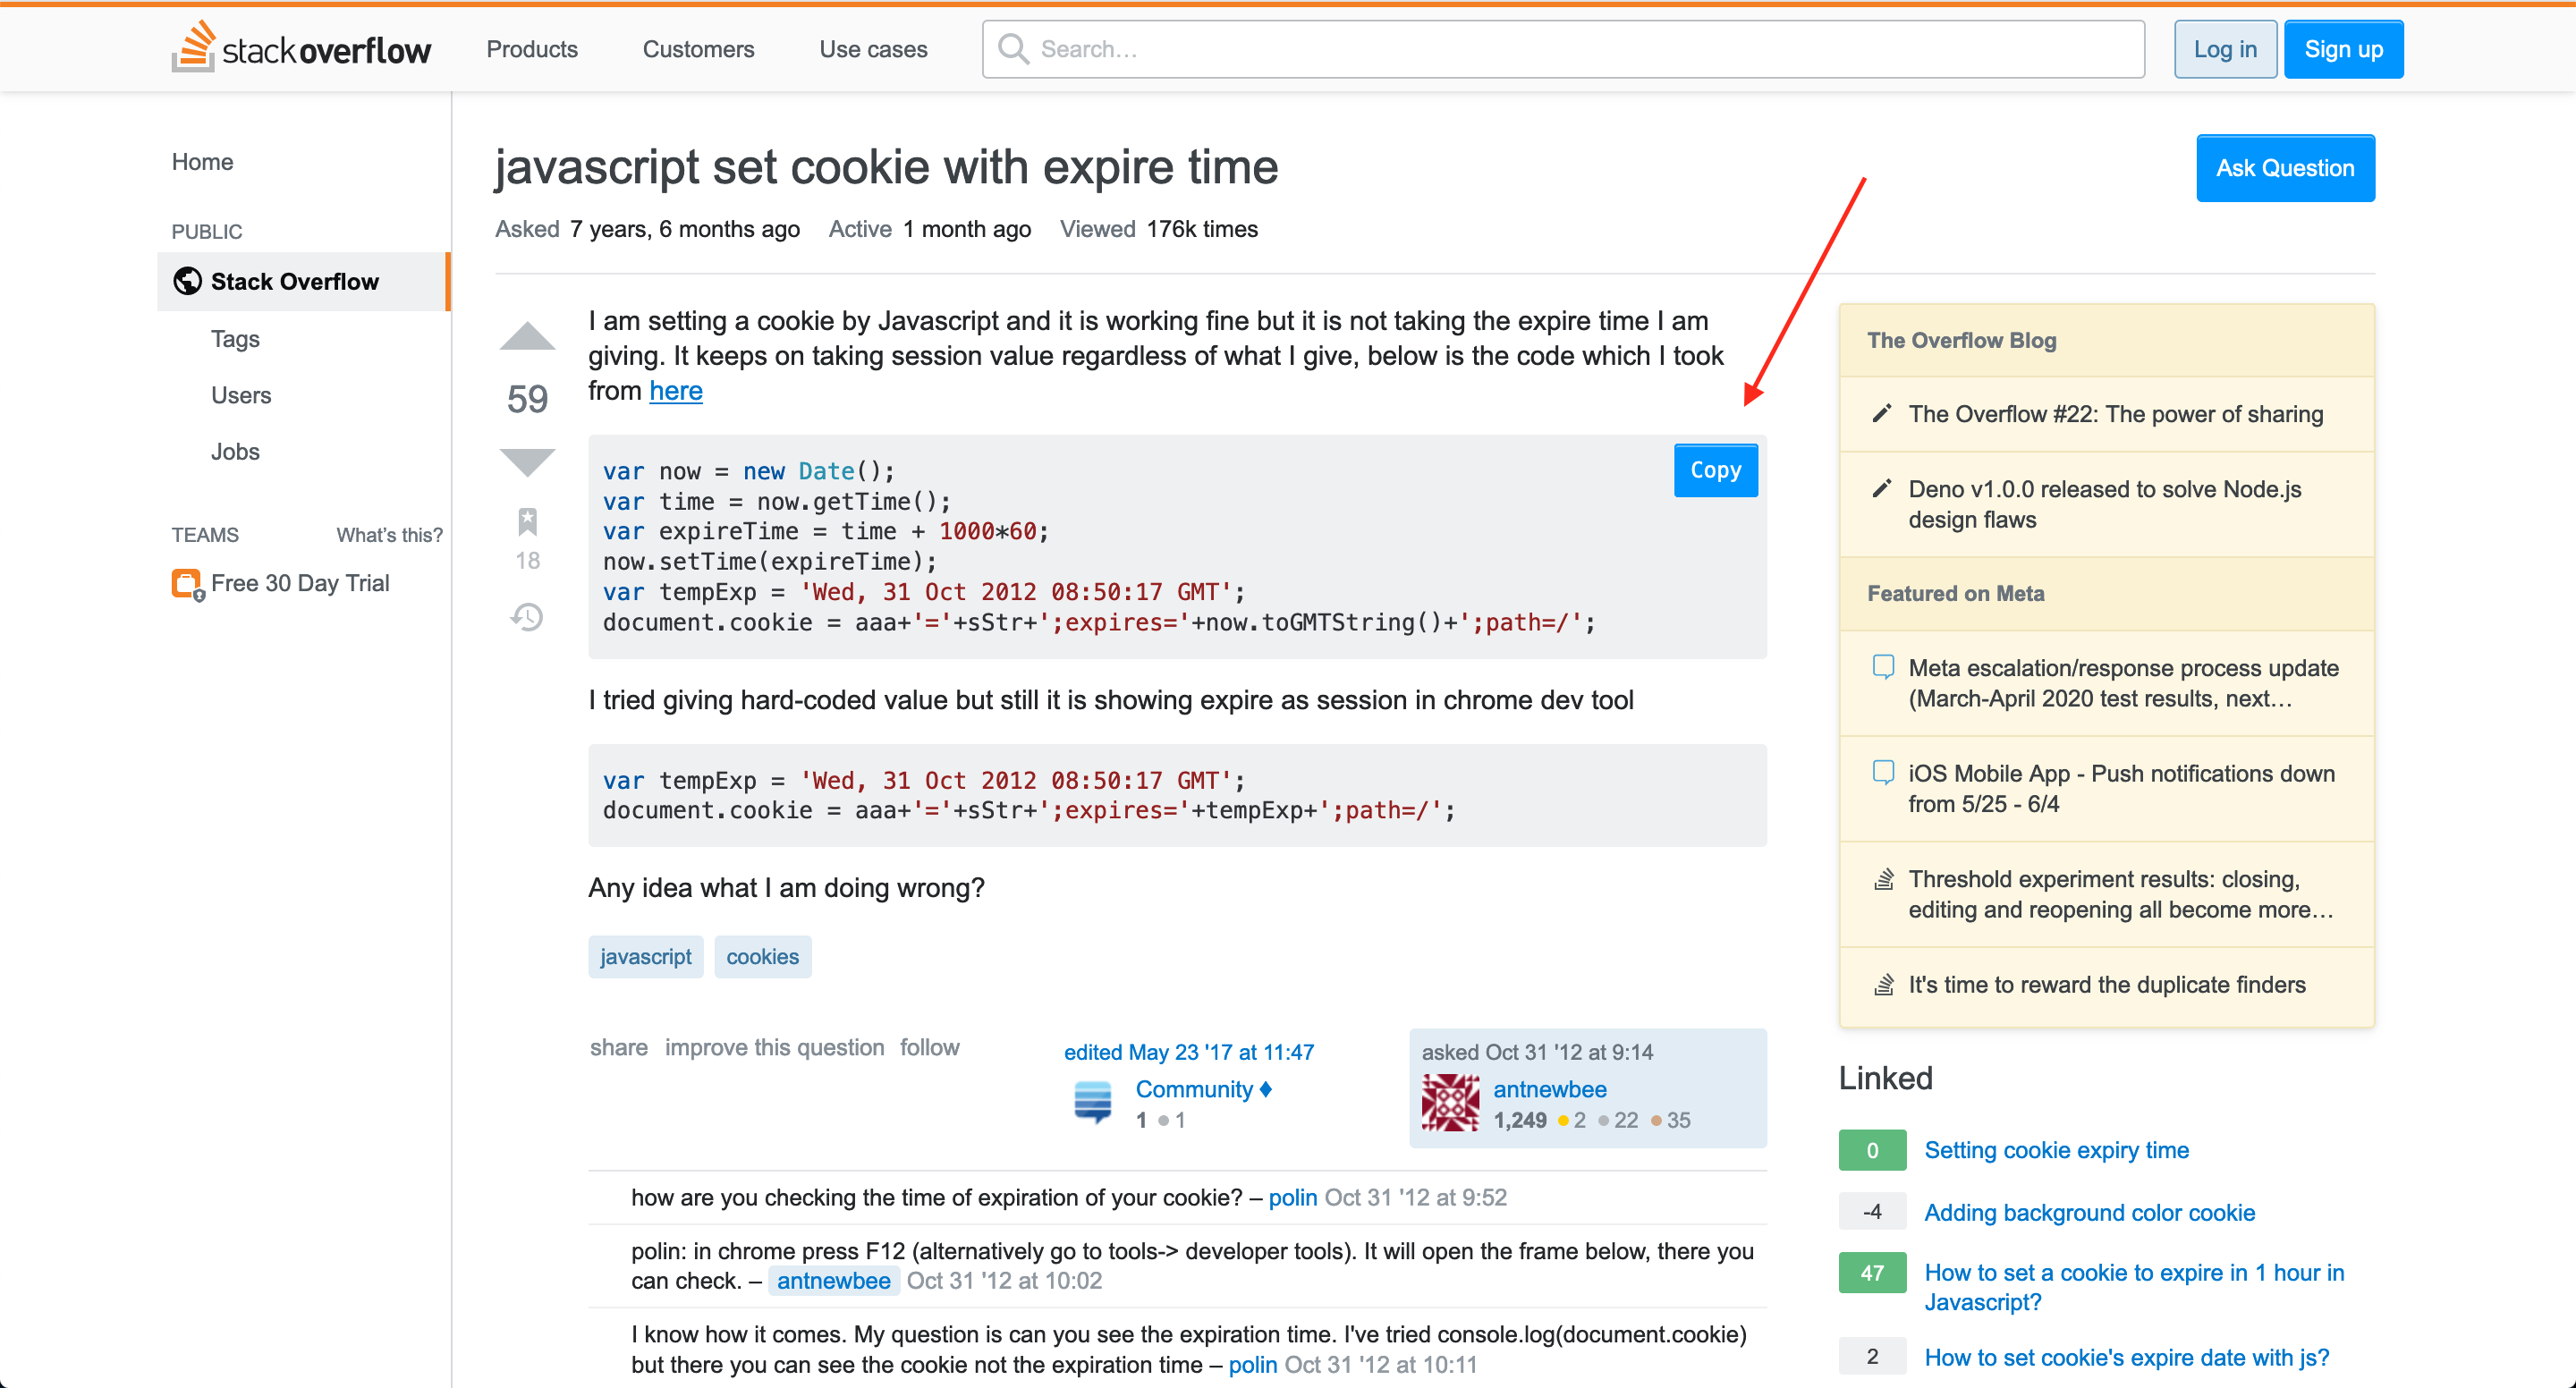 stackoverflow
Products
Customers
Use cases
Search…
Log in
Sign up
Home
PUBLIC
Stack Overflow
Tags
Users
Jobs
TEAMS
What's this?
Free 30 Day Trial
javascript set cookie with expire time
Ask Question
Asked 7 years, 6 months ago Active 1 month ago Viewed 176k times
59
18
I am setting a cookie by Javascript and it is working fine but it is not taking the expire time I am
giving. It keeps on taking session value regardless of what I give, below is the code which I took
from here
Copy
var now = new Date();
var time = now.getTime();
var expireTime = time + 1000*60;
now.setTime(expireTime);
var tempExp = 'Wed, 31 Oct 2012 08:50:17 GMT';
document.cookie = aaa+'='+sStr+';expires='+now.toGMTString()+';path=/';
I tried giving hard-coded value but still it is showing expire as session in chrome dev tool
var tempExp = 'Wed, 31 Oct 2012 08:50:17 GMT';
document.cookie = aaa+'='+sStr+';expires='+tempExp+';path=/';
Any idea what I am doing wrong?
javascript
cookies
share improve this question follow
edited May 23 '17 at 11:47
Community ♦
1 ● 1
asked Oct 31 '12 at 9:14
antnewbee
1,249 ● 2 ● 22 ● 35
how are you checking the time of expiration of your cookie? – polin Oct 31 '12 at 9:52
polin: in chrome press F12 (alternatively go to tools-> developer tools). It will open the frame below, there you
can check. – antnewbee Oct 31 '12 at 10:02
I know how it comes. My question is can you see the expiration time. I've tried console.log(document.cookie)
but there you can see the cookie not the expiration time – polin Oct 31 '12 at 10:11
The Overflow Blog
The Overflow #22: The power of sharing
Deno v1.0.0 released to solve Node.js
design flaws
Featured on Meta
Meta escalation/response process update
(March-April 2020 test results, next…
iOS Mobile App - Push notifications down
from 5/25 - 6/4
Threshold experiment results: closing,
editing and reopening all become more…
It's time to reward the duplicate finders
Linked
0 Setting cookie expiry time
-4 Adding background color cookie
47 How to set a cookie to expire in 1 hour in
Javascript?
2 How to set cookie's expire date with js?